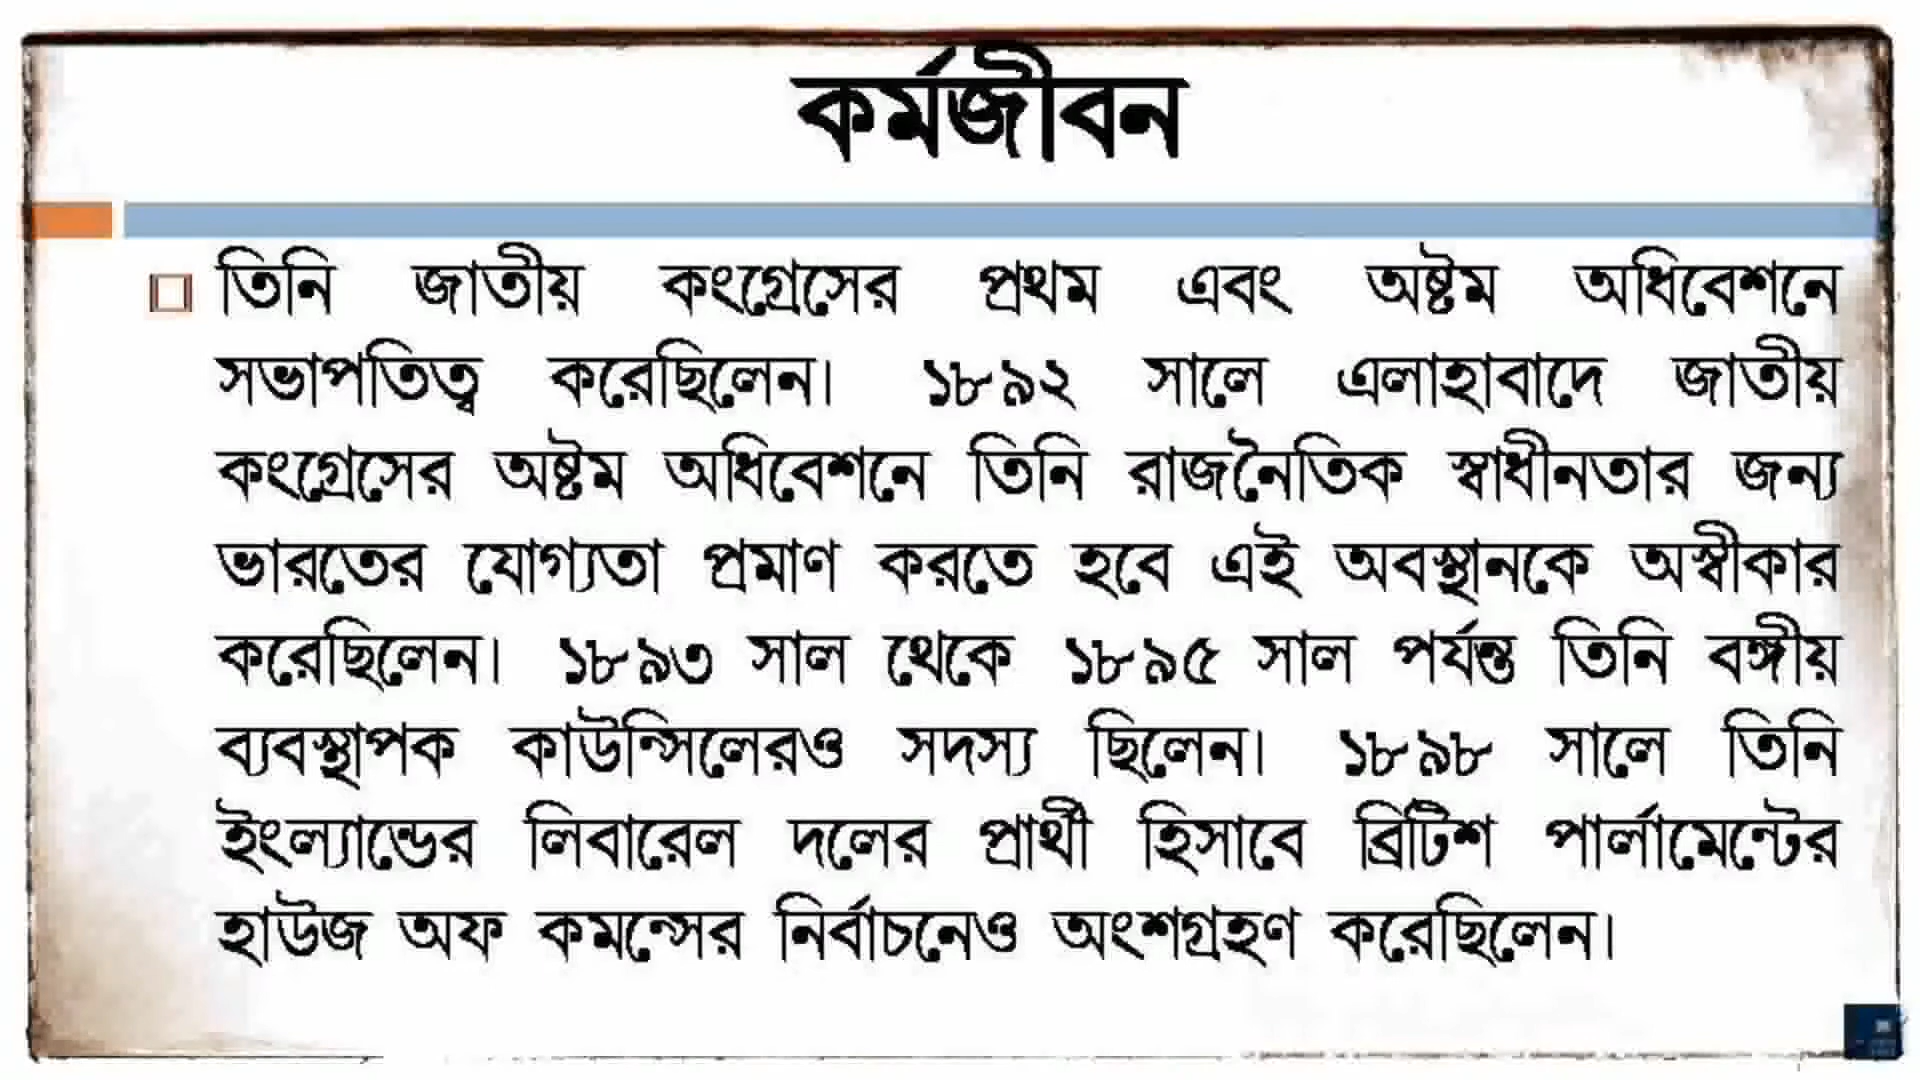 কর্মজীবন
তিনি জাতীয় কংগ্রেসের প্রথম এবং অষ্টম অধিবেশনে
সভাপতিত্ব করেছিলেন। ১৮৯২ সালে এলাহাবাদে জাতীয়
কংগ্রেসের অষ্টম অধিবেশনে তিনি রাজনৈতিক স্বাধীনতার জন্য
ভারতের যোগ্যতা প্রমাণ করতে হবে এই অবস্থানকে অস্বীকার
করেছিলেন। ১৮৯৩ সাল থেকে ১৮৯৫ সাল পর্যন্ত তিনি বঙ্গীয়
ব্যবস্থাপক কাউন্সিলেরও সদস্য ছিলেন। ১৮৯৮ সালে তিনি
ইংল্যান্ডের লিবারেল দলের প্রার্থী হিসাবে ব্রিটিশ পার্লামেন্টের
হাউজ অফ কমন্সের নির্বাচনেও অংশগ্রহণ করেছিলেন।